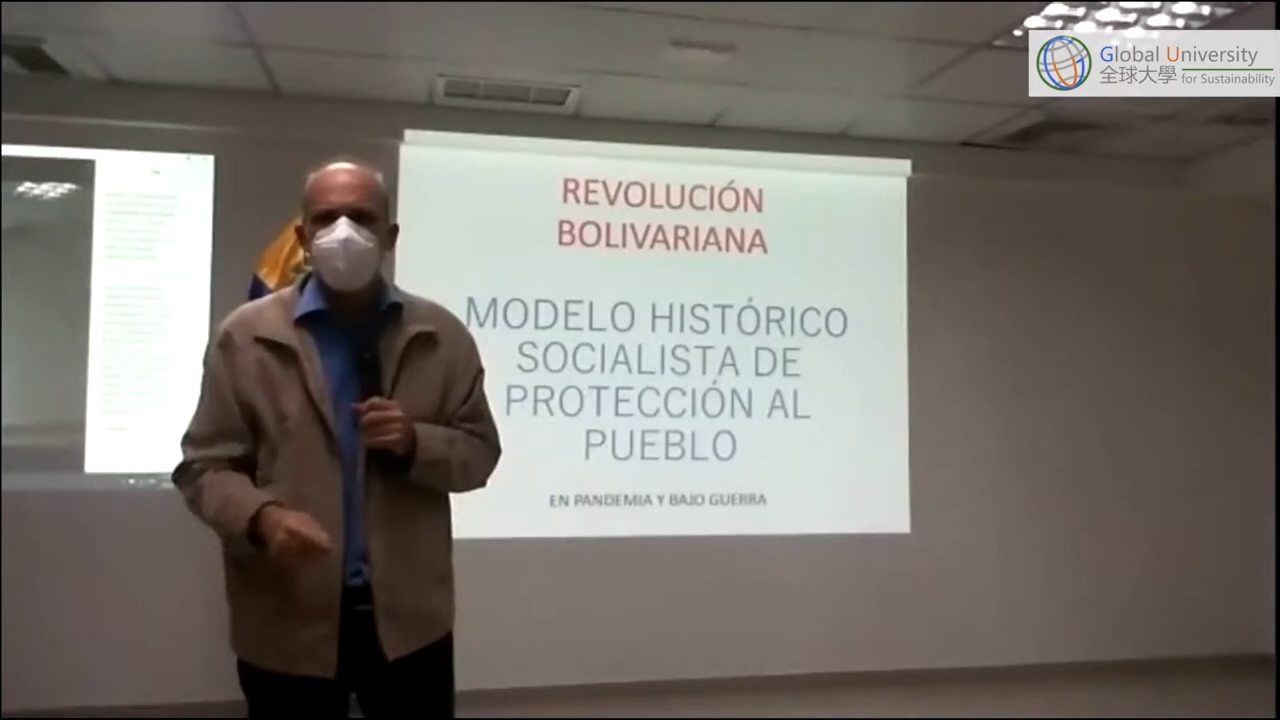 Global University
全球大學 for Sustainability
REVOLUCIÓN
BOLIVARIANA
MODELO HISTÓRICO
SOCIALISTA DE
PROTECCIÓN AL
PUEBLO
EN PANDEMIA Y BAJO GUERRA